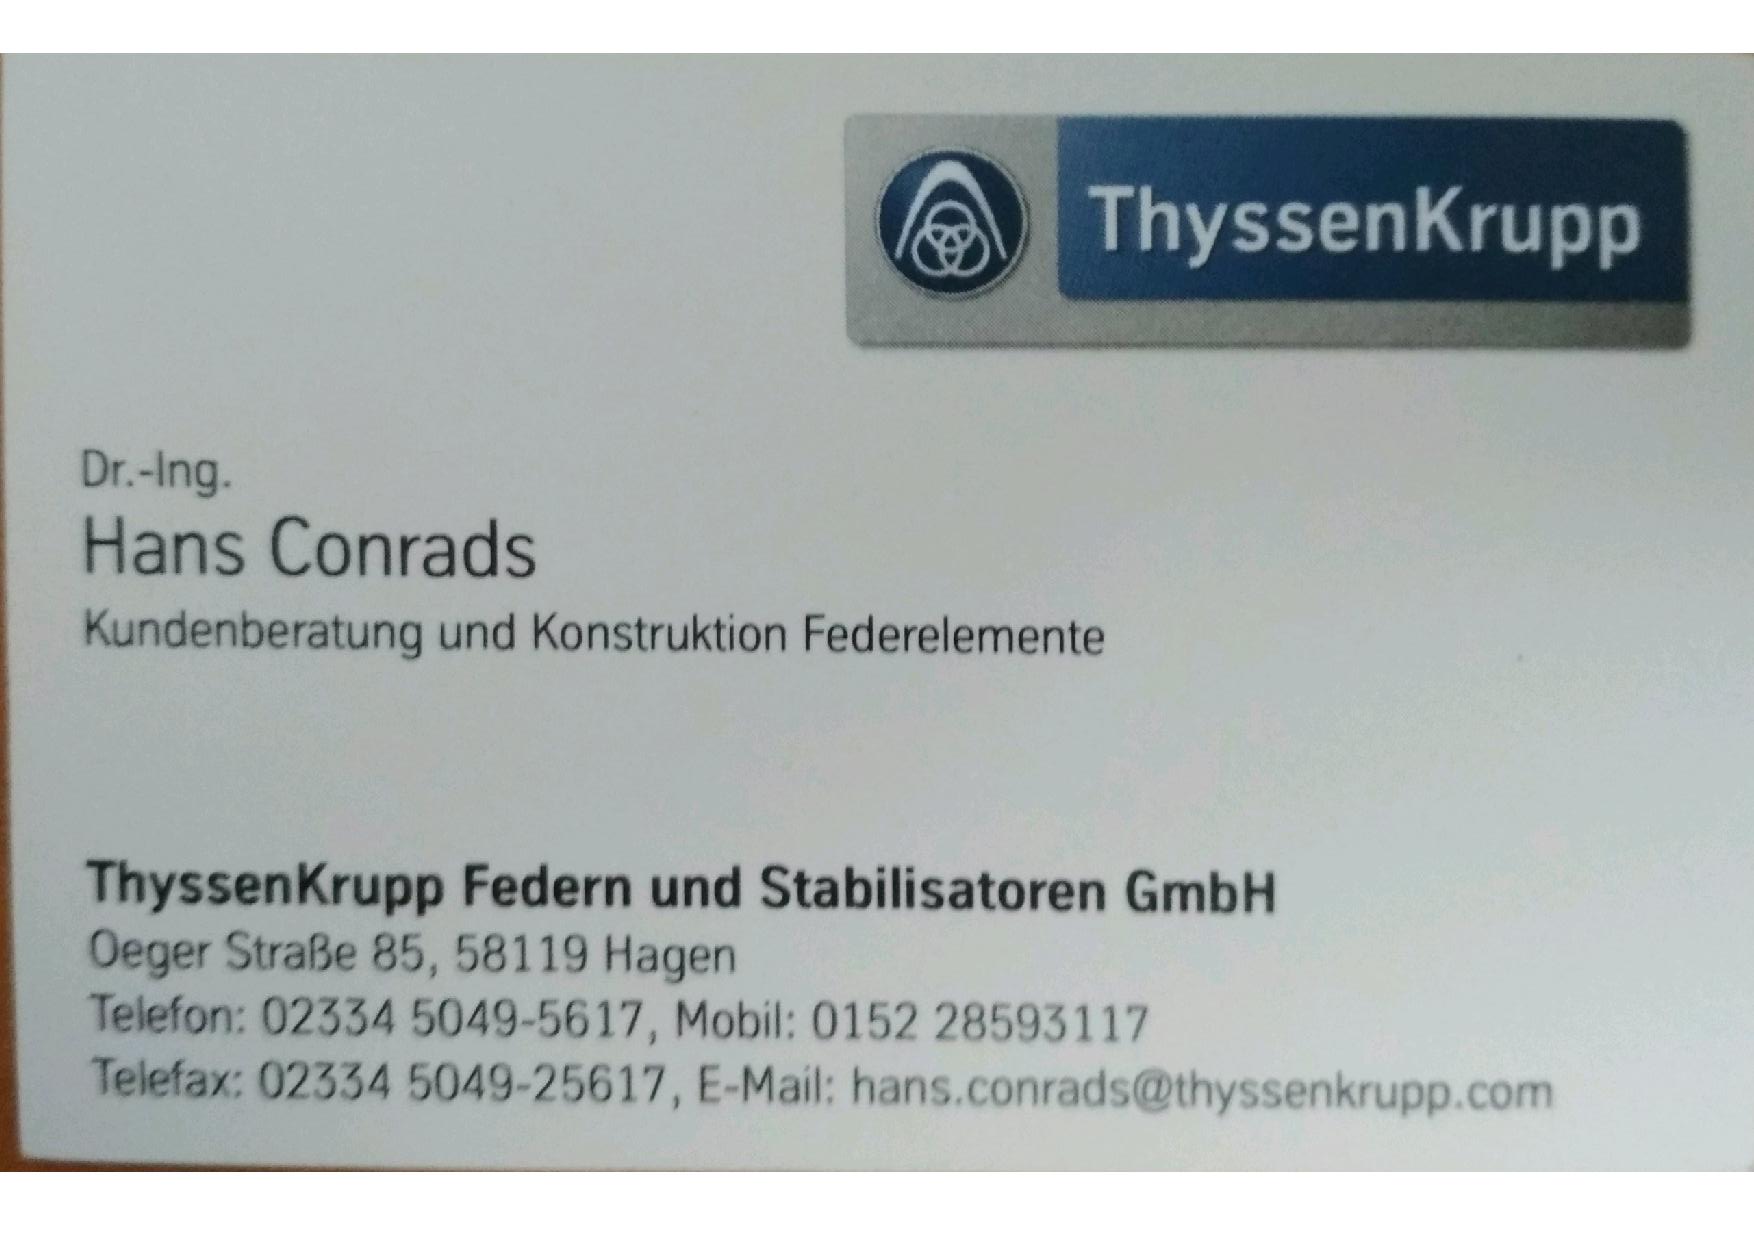 ThyssenKrupp
Dr.-Ing.
Hans Conrads
Kundenberatung und Konstruktion Federelemente
ThyssenKrupp Federn und Stabilisatoren GmbH
Oeger Straße 85, 58119 Hagen
Telefon: 02334 5049-5617, Mobil: 0152 28593117
Telefax: 02334 5049-25617, E-Mail: hans.conrads@thyssenkrupp.com